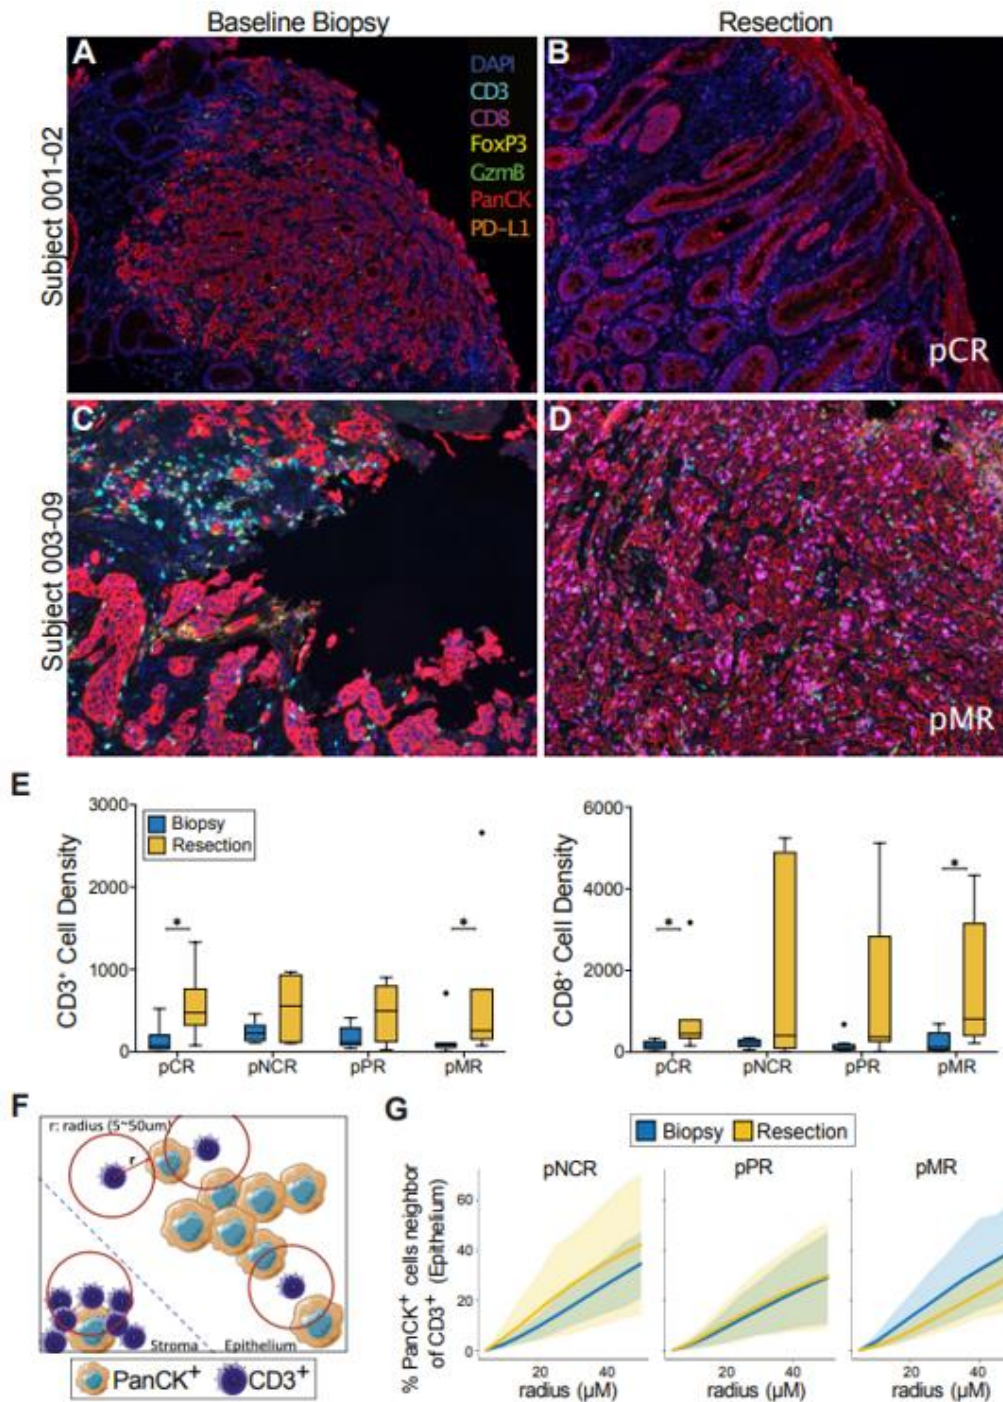 Baseline Biopsy
Resection
Subject 001-02
A
DAPI
CD3
CD8
FoxP3
GzmB
PanCK
PD-L1
B
pCR
Subject 003-09
C
D
pMR
E
CD3⁺ Cell Density
3000
2000
1000
0
Biopsy
Resection
*
*
pCR
pNCR
pPR
pMR
CD8⁺ Cell Density
6000
4000
2000
0
*
*
pCR
pNCR
pPR
pMR
F
r: radius (5~50um)
r
Stroma
Epithelium
PanCK⁺
CD3⁺
G
Biopsy
Resection
pNCR
pPR
pMR
% PanCK⁺ cells neighbor
of CD3⁺ (Epithelium)
60
40
20
0
20 40
20 40
20 40
radius (μM)
radius (μM)
radius (μM)